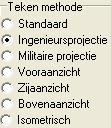 Teken methode
Standaard
Ingenieursprojectie
Militaire projectie
Vooraanzicht
Zijaanzicht
Bovenaanzicht
Isometrisch